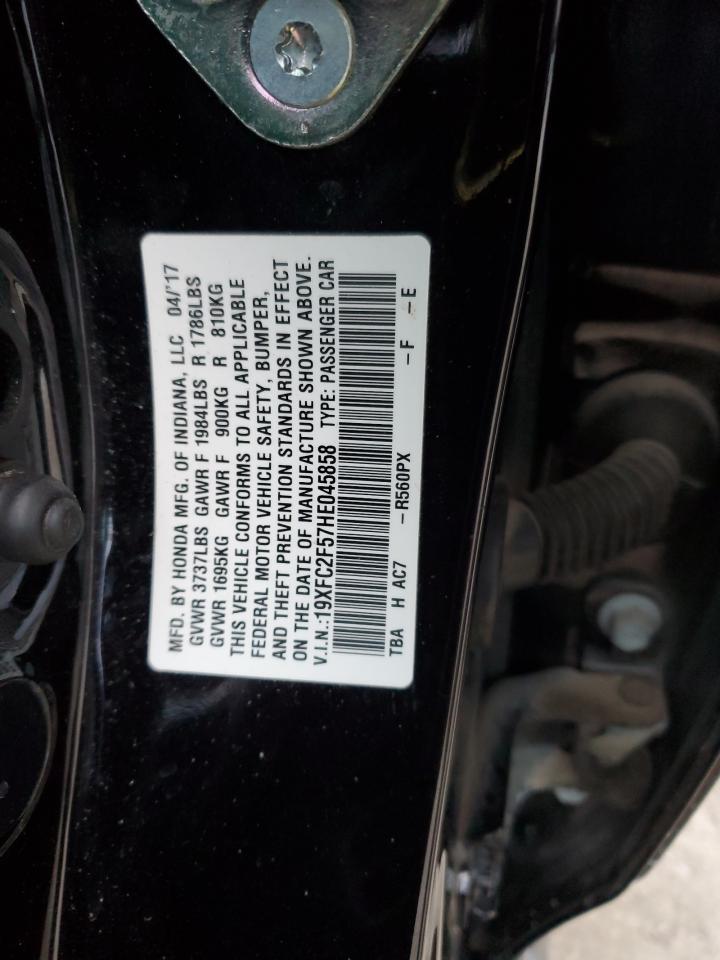 MFD. BY HONDA MFG. OF INDIANA, LLC 04/'17
GVWR 3737LBS GAWR F 1984LBS R 1786LBS
GVWR 1695KG GAWR F 900KG R 810KG
THIS VEHICLE CONFORMS TO ALL APPLICABLE
FEDERAL MOTOR VEHICLE SAFETY, BUMPER,
AND THEFT PREVENTION STANDARDS IN EFFECT
ON THE DATE OF MANUFACTURE SHOWN ABOVE.
V.I.N.:19XFC2F57HE045858 TYPE: PASSENGER CAR
TBA H AC7 -R560PX -F -E